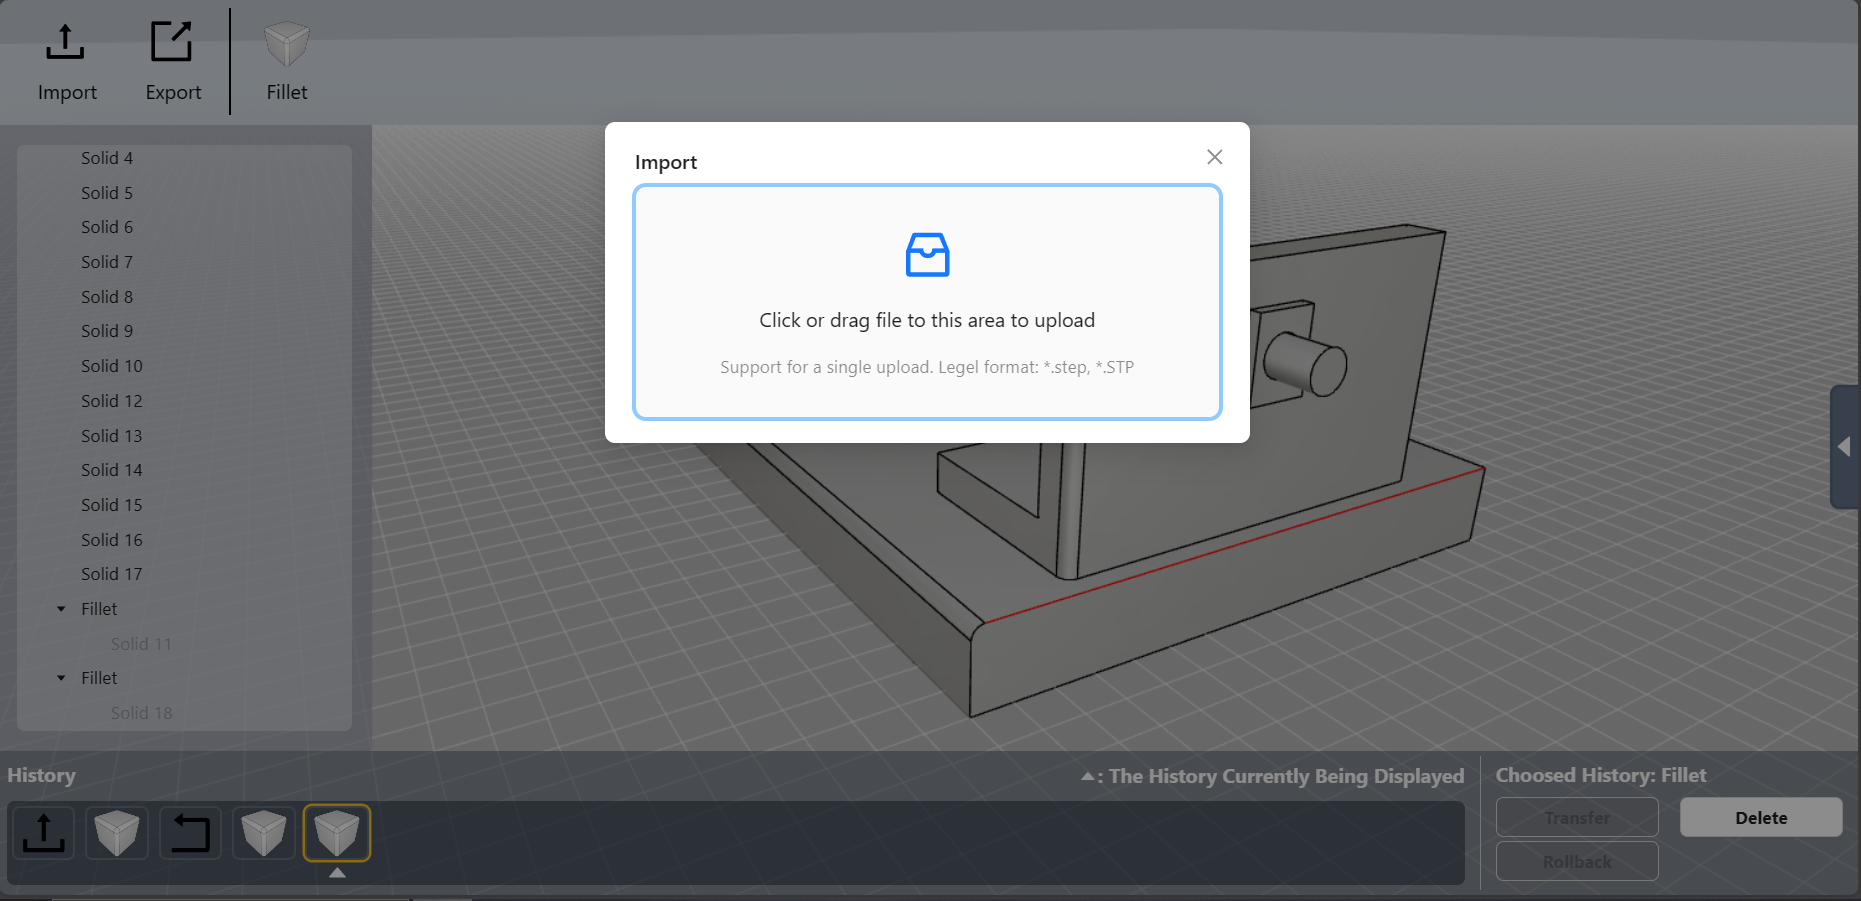 Import
Export
Fillet
Solid 4
Solid 5
Solid 6
Solid 7
Solid 8
Solid 9
Solid 10
Solid 12
Solid 13
Solid 14
Solid 15
Solid 16
Solid 17
Fillet
Solid 11
Fillet
Solid 18
Import
Click or drag file to this area to upload
Support for a single upload. Legel format: *.step, *.STP
History
: The History Currently Being Displayed
Choosed History: Fillet
Transfer
Delete
Rollback